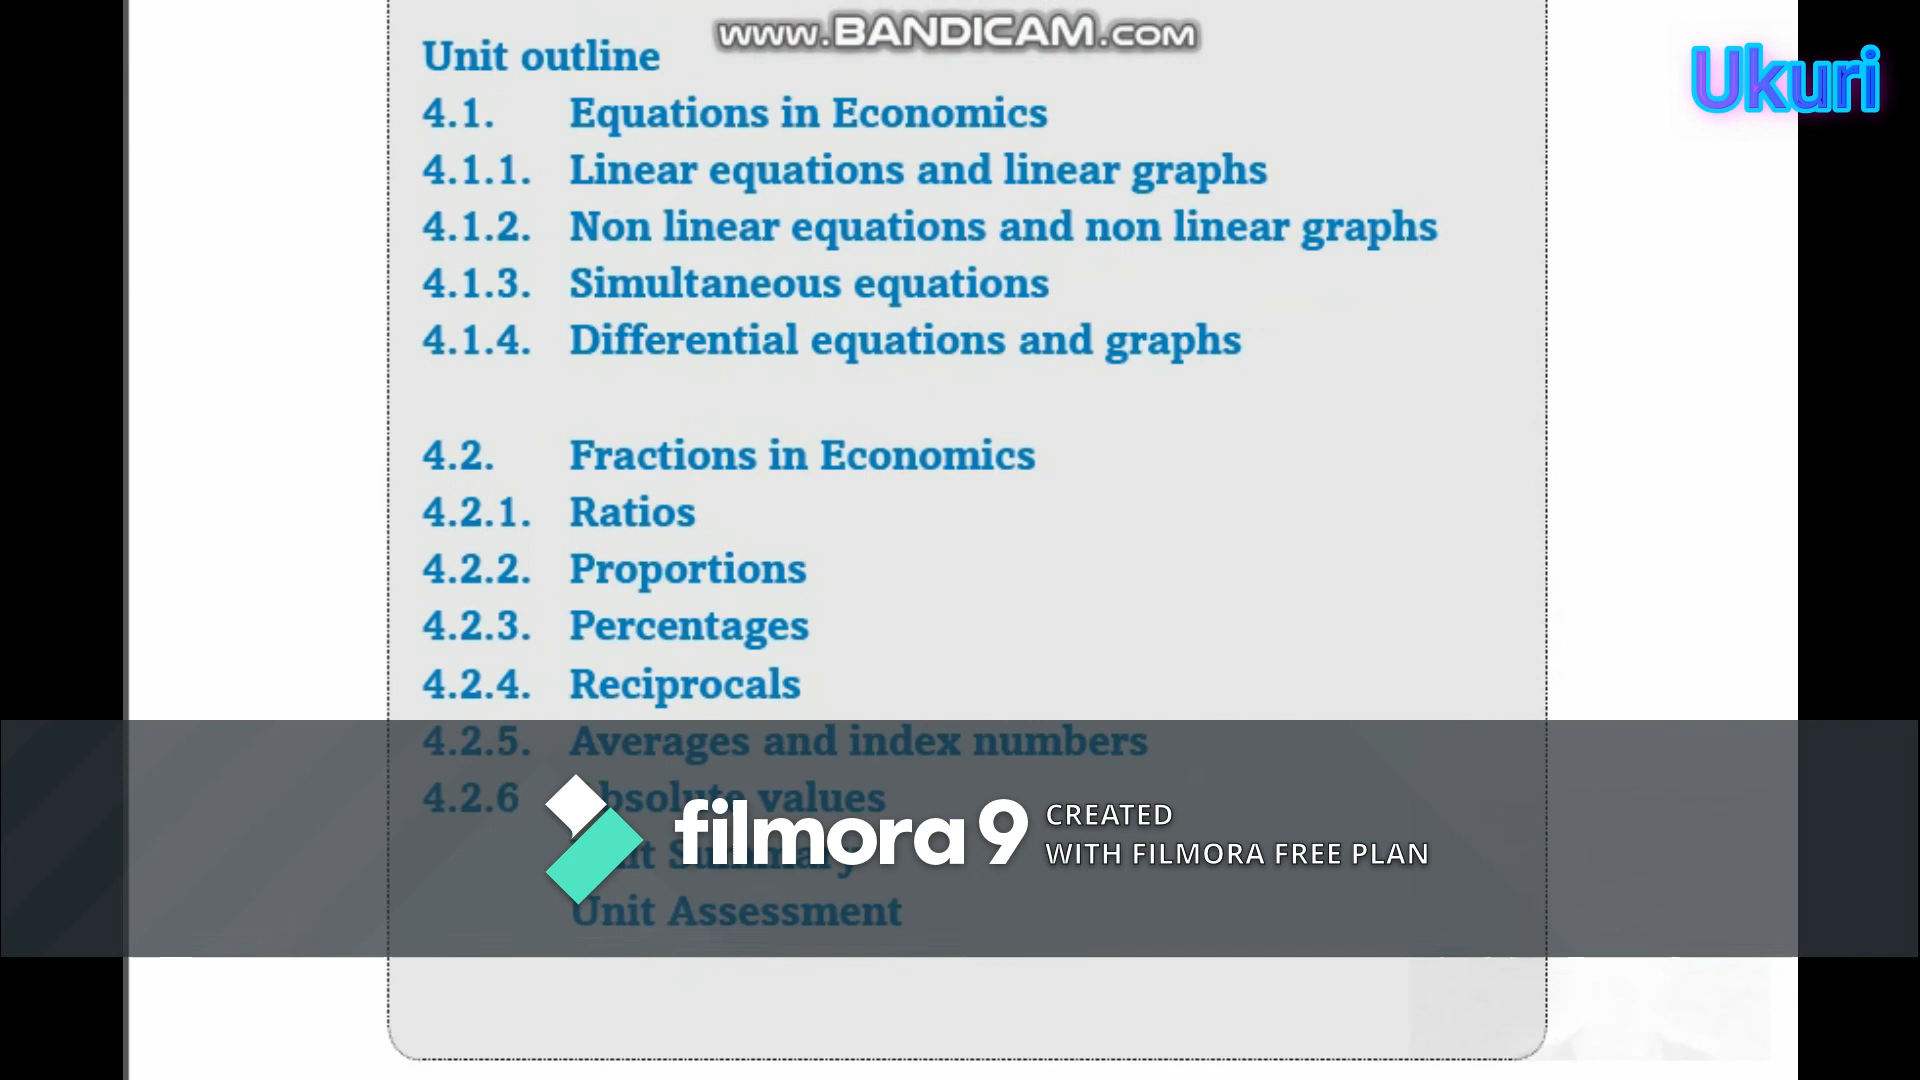 www.BANDICAM.com
Ukuri
Unit outline
4.1. Equations in Economics
4.1.1. Linear equations and linear graphs
4.1.2. Non linear equations and non linear graphs
4.1.3. Simultaneous equations
4.1.4. Differential equations and graphs
4.2. Fractions in Economics
4.2.1. Ratios
4.2.2. Proportions
4.2.3. Percentages
4.2.4. Reciprocals
4.2.5. Averages and index numbers
4.2.6 Absolute values
Unit Summary
Unit Assessment
filmora9
CREATED
WITH FILMORA FREE PLAN